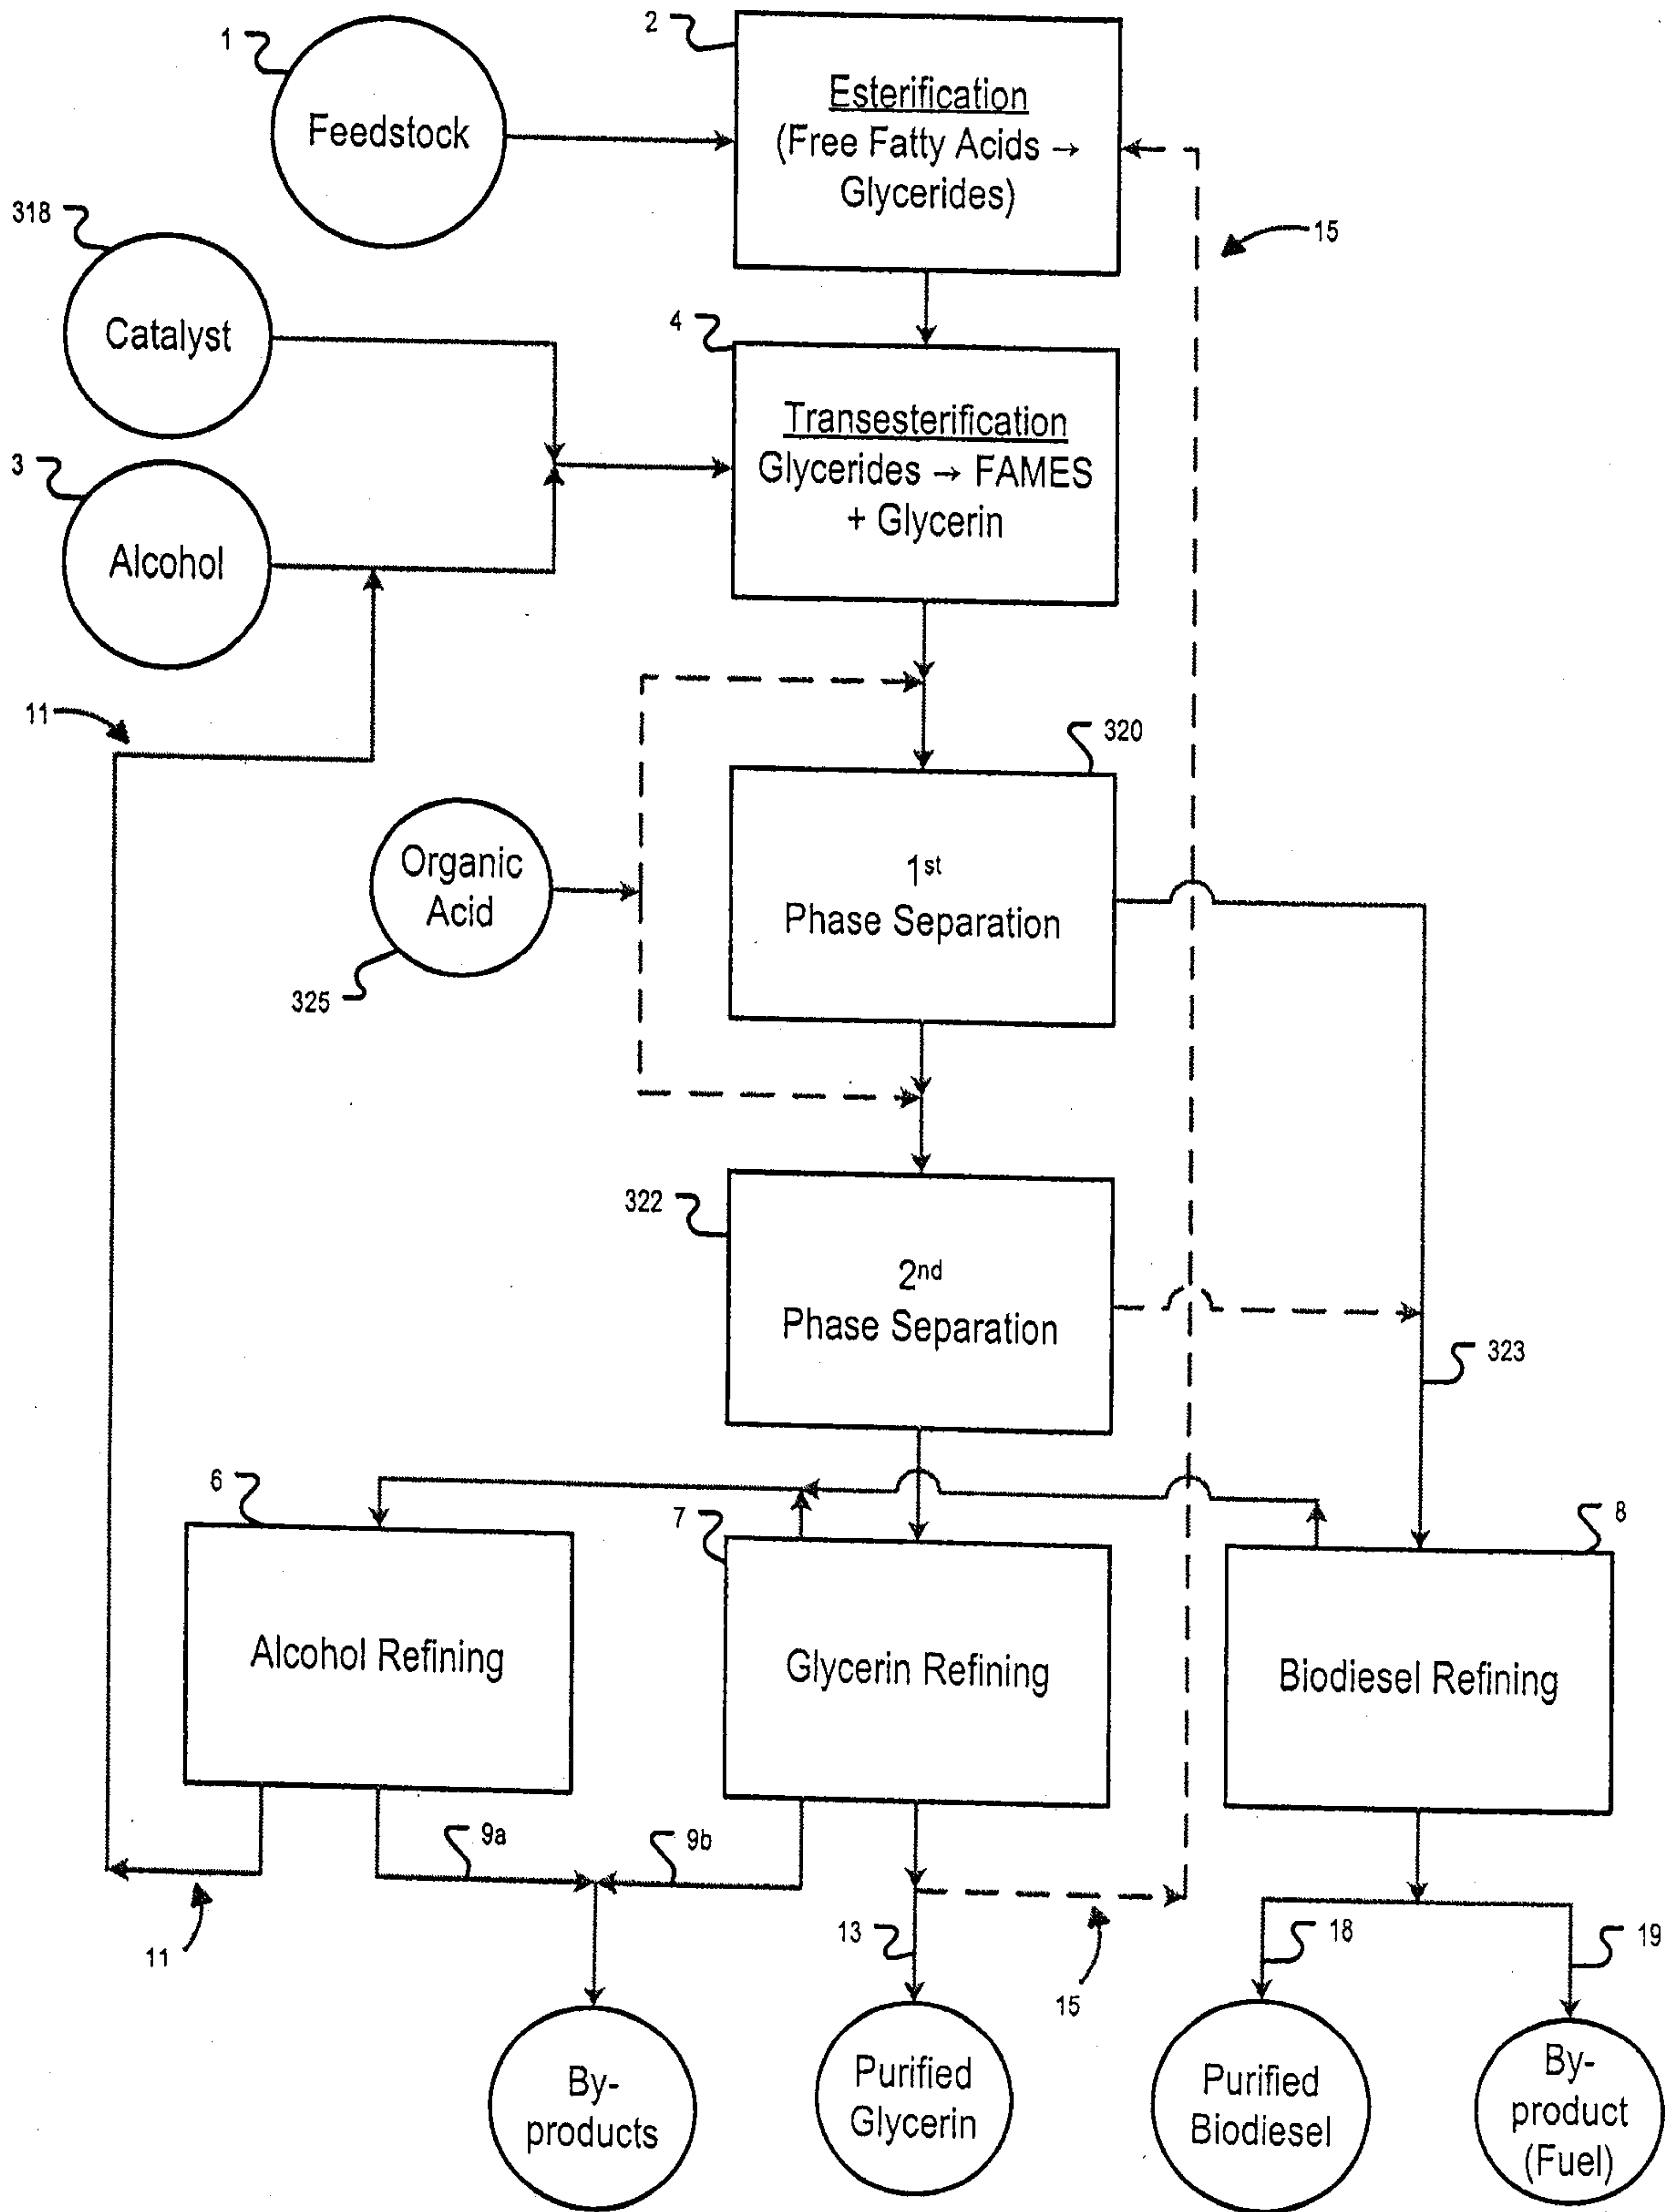 1
Feedstock
2
Esterification
(Free Fatty Acids →
Glycerides)
15
318
Catalyst
4
Transesterification
Glycerides → FAMES
+ Glycerin
3
Alcohol
11
320
Organic
Acid
325
1st
Phase Separation
322
2nd
Phase Separation
323
6
Alcohol Refining
7
Glycerin Refining
8
Biodiesel Refining
9a
9b
11
13
15
18
19
By-
products
Purified
Glycerin
Purified
Biodiesel
By-
product
(Fuel)